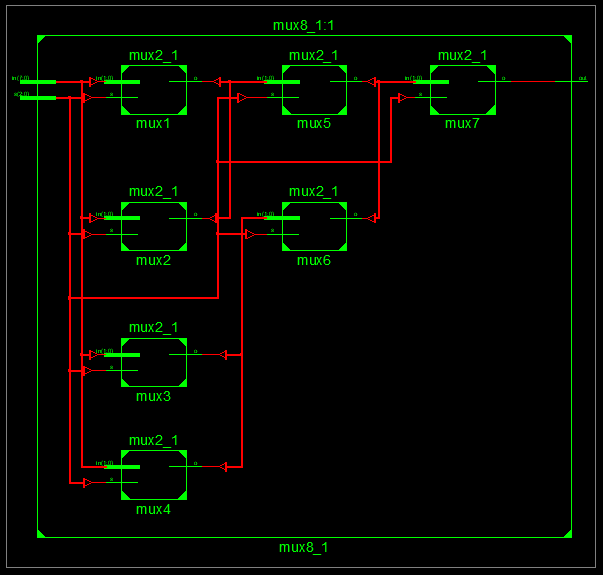 mux8_1:1
mux2_1
mux2_1
mux2_1
in(7:0)
in(1:0)
o
in(1:0)
o
in(1:0)
o
out
s(2:0)
s
s
s
mux1
mux5
mux7
mux2_1
mux2_1
in(1:0)
o
in(1:0)
o
s
s
mux2
mux6
mux2_1
in(1:0)
o
s
mux3
mux2_1
in(1:0)
o
s
mux4
mux8_1